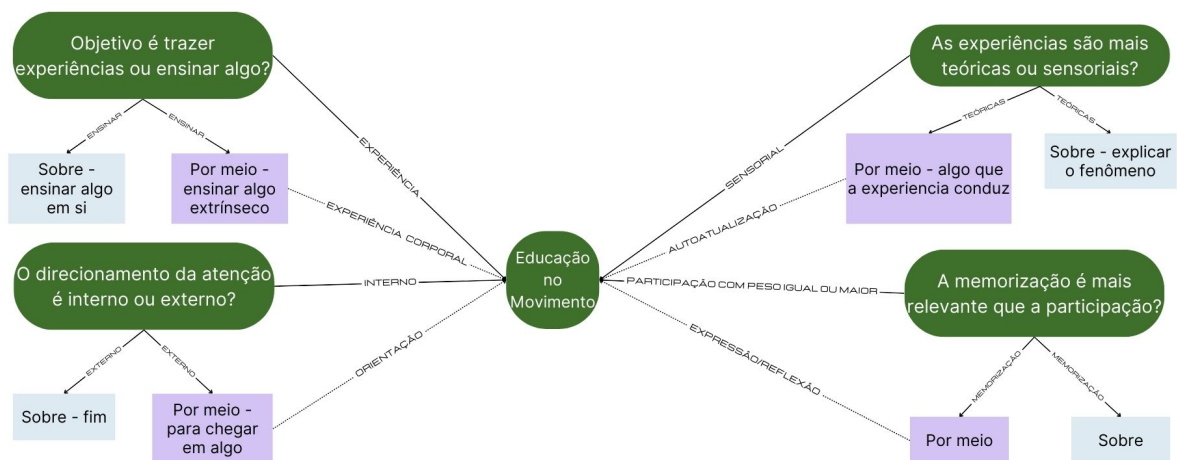 Objetivo é trazer
experiências ou ensinar algo?
ENSINAR
ENSINAR
Sobre -
ensinar algo
em si
Por meio -
ensinar algo
extrínseco
EXPERIÊNCIA
EXPERIÊNCIA CORPORAL
O direcionamento da atenção
é interno ou externo?
EXTERNO
EXTERNO
Sobre - fim
Por meio -
para chegar
em algo
INTERNO
ORIENTAÇÃO
Educação
no
Movimento
As experiências são mais
teóricas ou sensoriais?
TEÓRICAS
TEÓRICAS
Por meio - algo que
a experiencia conduz
Sobre - explicar
o fenômeno
SENSORIAL
AUTOATUALIZAÇÃO
PARTICIPAÇÃO COM PESO IGUAL OU MAIOR
A memorização é mais
relevante que a participação?
MEMORIZAÇÃO
MEMORIZAÇÃO
Por meio
Sobre
EXPRESSÃO/REFLEXÃO